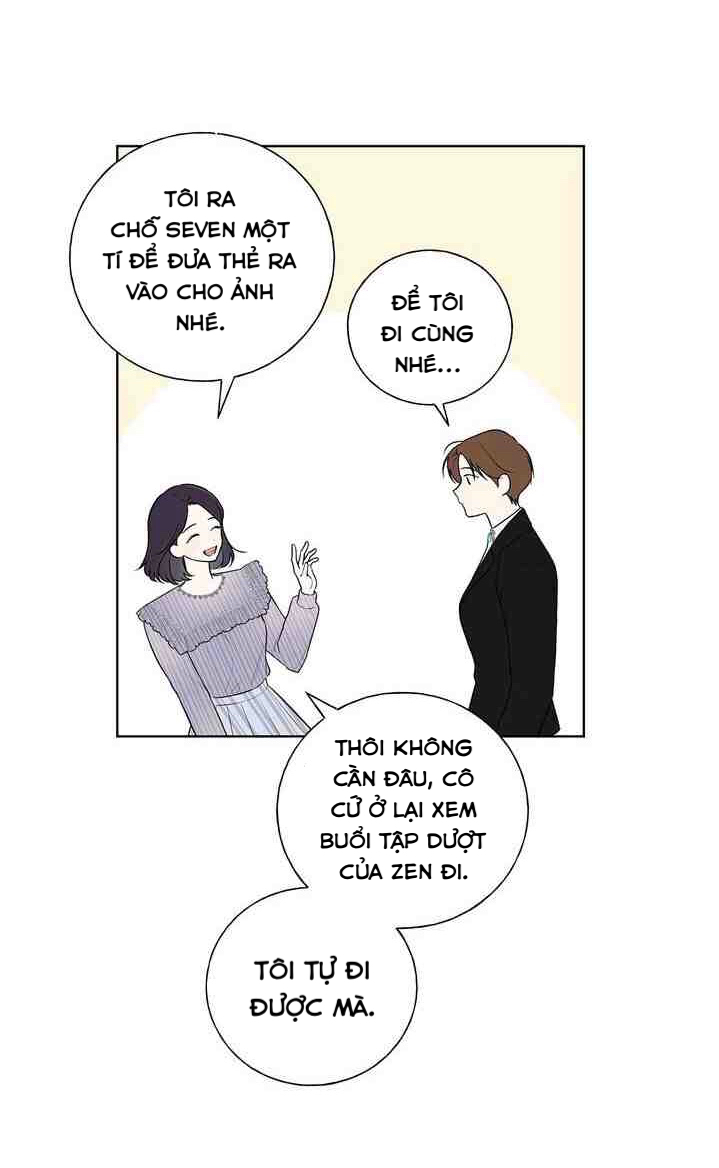 TÔI RA
CHỖ SEVEN MỘT
TÍ ĐỂ ĐƯA THẺ RA
VÀO CHO ẢNH
NHÉ.
ĐỂ TÔI
ĐI CÙNG
NHÉ...
THÔI KHÔNG
CẦN ĐÂU, CÔ
CỨ Ở LẠI XEM
BUỔI TẬP DƯỢT
CỦA ZEN ĐI.
TÔI TỰ ĐI
ĐƯỢC MÀ.